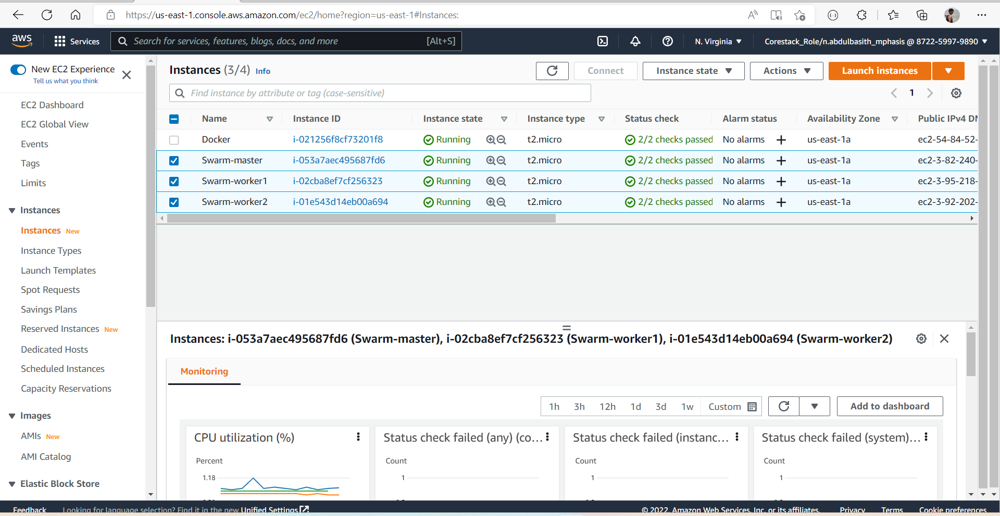 https://us-east-1.console.aws.amazon.com/ec2/home?region=us-east-1#Instances:
aws
Services
Search for services, features, blogs, docs, and more
[Alt+S]
N. Virginia
Corestack_Role/n.abdulbasith_mphasis @ 8722-5997-9890
New EC2 Experience
Tell us what you think
EC2 Dashboard
EC2 Global View
Events
Tags
Limits
Instances
Instances New
Instance Types
Launch Templates
Spot Requests
Savings Plans
Reserved Instances New
Dedicated Hosts
Scheduled Instances
Capacity Reservations
Images
AMIs New
AMI Catalog
Elastic Block Store
Instances (3/4) Info
Connect
Instance state
Actions
Launch instances
Find instance by attribute or tag (case-sensitive)
1
Name Instance ID Instance state Instance type Status check Alarm status Availability Zone Public IPv4 DN
Docker i-021256f8cf73201f8 Running t2.micro 2/2 checks passed No alarms + us-east-1a ec2-54-84-52-
Swarm-master i-053a7aec495687fd6 Running t2.micro 2/2 checks passed No alarms + us-east-1a ec2-3-82-240-
Swarm-worker1 i-02cba8ef7cf256323 Running t2.micro 2/2 checks passed No alarms + us-east-1a ec2-3-95-218-
Swarm-worker2 i-01e543d14eb00a694 Running t2.micro 2/2 checks passed No alarms + us-east-1a ec2-3-92-202-
Instances: i-053a7aec495687fd6 (Swarm-master), i-02cba8ef7cf256323 (Swarm-worker1), i-01e543d14eb00a694 (Swarm-worker2)
Monitoring
1h 3h 12h 1d 3d 1w Custom
Add to dashboard
CPU utilization (%)
Percent
1.18
Status check failed (any) (co...
Count
1
Status check failed (instanc...
Count
1
Status check failed (system)...
Count
1
Feedback
Looking for language selection? Find it in the new Unified Settings
© 2022, Amazon Web Services, Inc. or its affiliates.
Privacy
Terms
Cookie preferences